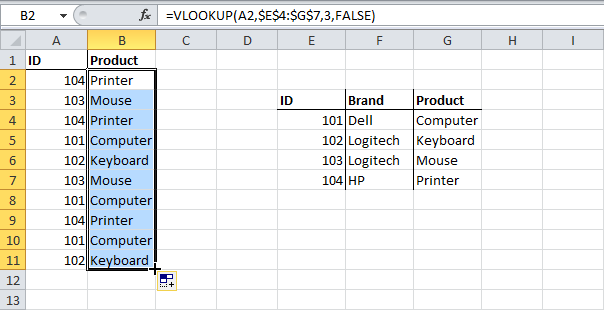 B2 fx =VLOOKUP(A2,$E$4:$G$7,3,FALSE)
A B C D E F G H I
1 ID Product
2 104 Printer
3 103 Mouse ID Brand Product
4 104 Printer 101 Dell Computer
5 101 Computer 102 Logitech Keyboard
6 102 Keyboard 103 Logitech Mouse
7 103 Mouse 104 HP Printer
8 101 Computer
9 104 Printer
10 101 Computer
11 102 Keyboard
12
13